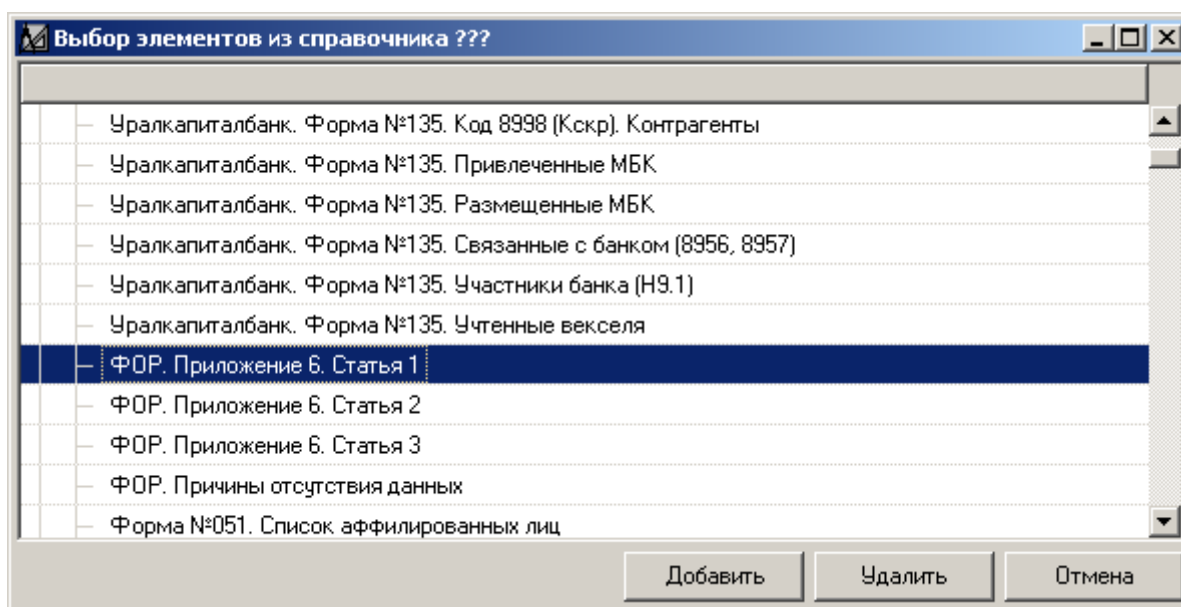 Выбор элементов из справочника ???
Уралкапиталбанк. Форма №135. Код 8998 (Кскр). Контрагенты
Уралкапиталбанк. Форма №135. Привлеченные МБК
Уралкапиталбанк. Форма №135. Размещенные МБК
Уралкапиталбанк. Форма №135. Связанные с банком (8956, 8957)
Уралкапиталбанк. Форма №135. Участники банка (Н9.1)
Уралкапиталбанк. Форма №135. Учтенные векселя
ФОР. Приложение 6. Статья 1
ФОР. Приложение 6. Статья 2
ФОР. Приложение 6. Статья 3
ФОР. Причины отсутствия данных
Форма №051. Список аффилированных лиц
Добавить Удалить Отмена